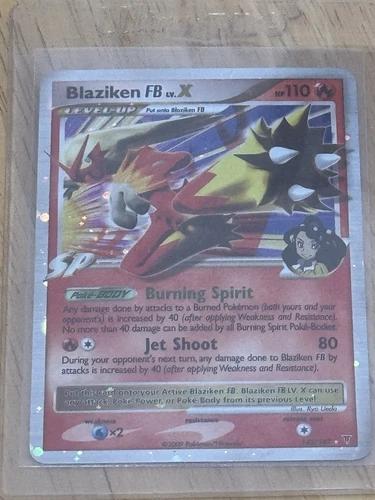 Blaziken FB LV.X HP 110
LEVEL-UP Put onto Blaziken FB
SP
Poké-BODY Burning Spirit
Any damage done by attacks to a Burned Pokémon (both yours and your
opponent's) is increased by 40 (after applying Weakness and Resistance).
No more than 40 damage can be added by all Burning Spirit Poké-Bodies.
Jet Shoot 80
During your opponent's next turn, any damage done to Blaziken FB by
attacks is increased by 40 (after applying Weakness and Resistance).
Put this card onto your Active Blaziken FB. Blaziken FB LV. X can use
any attack, Poké-Power, or Poké-Body from its previous Level.
Illus. Ryo Ueda
weakness resistance retreat cost
×2
©2009 Pokémon/Nintendo